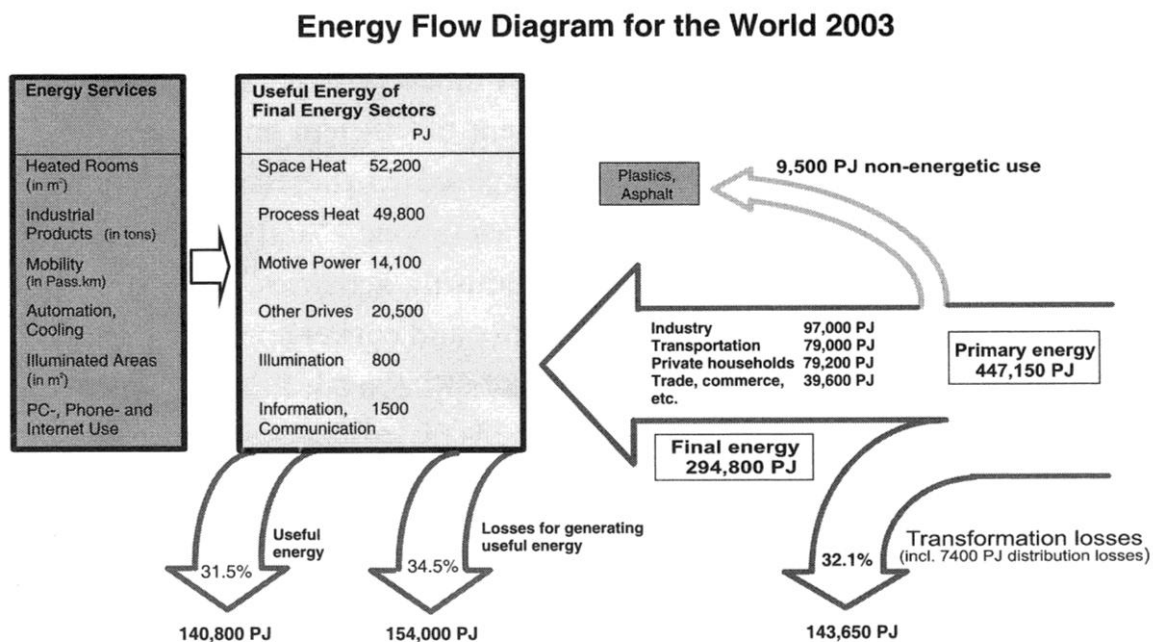 Energy Flow Diagram for the World 2003
Energy Services
Heated Rooms
(in m²)
Industrial
Products (in tons)
Mobility
(in Pass.km)
Automation,
Cooling
Illuminated Areas
(in m²)
PC-, Phone- and
Internet Use
Useful Energy of
Final Energy Sectors
PJ
Space Heat 52,200
Process Heat 49,800
Motive Power 14,100
Other Drives 20,500
Illumination 800
Information, 1500
Communication
Plastics,
Asphalt
9,500 PJ non-energetic use
Industry 97,000 PJ
Transportation 79,000 PJ
Private households 79,200 PJ
Trade, commerce, 39,600 PJ
etc.
Primary energy
447,150 PJ
Final energy
294,800 PJ
Useful
energy
31.5%
140,800 PJ
Losses for generating
useful energy
34.5%
154,000 PJ
Transformation losses
(incl. 7400 PJ distribution losses)
32.1%
143,650 PJ